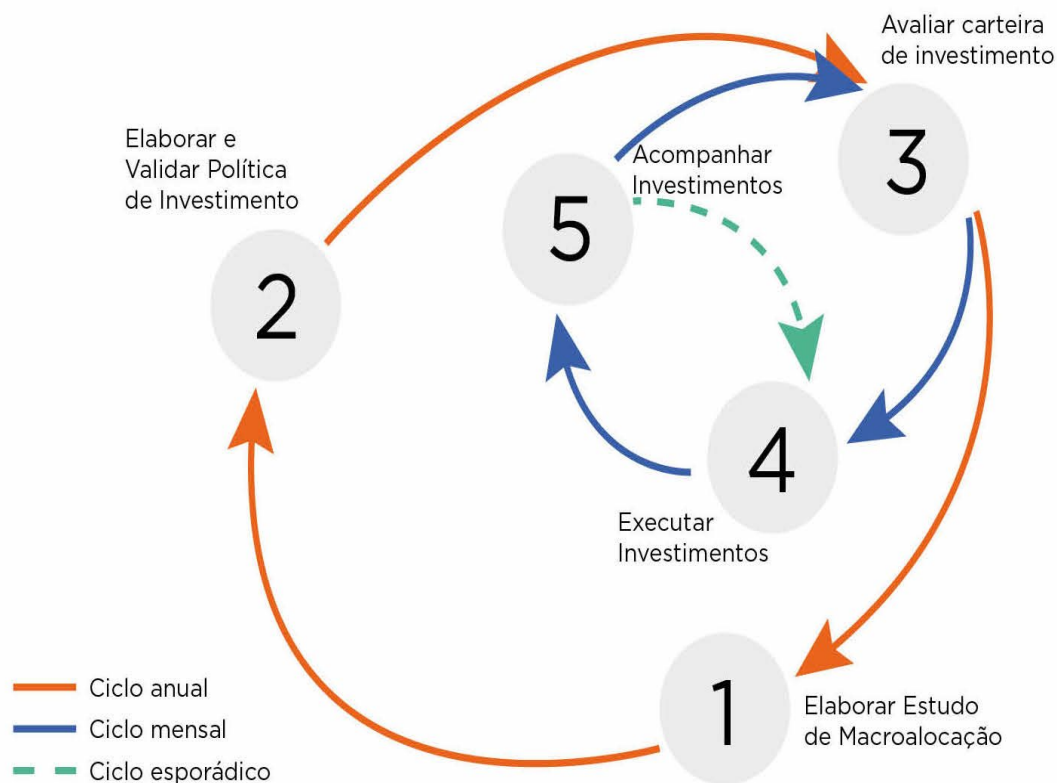 Avaliar carteira
de investimento
3
Elaborar e
Validar Política
de Investimento
2
Acompanhar
Investimentos
5
4
Executar
Investimentos
1
Elaborar Estudo
de Macroalocação
Ciclo anual
Ciclo mensal
Ciclo esporádico